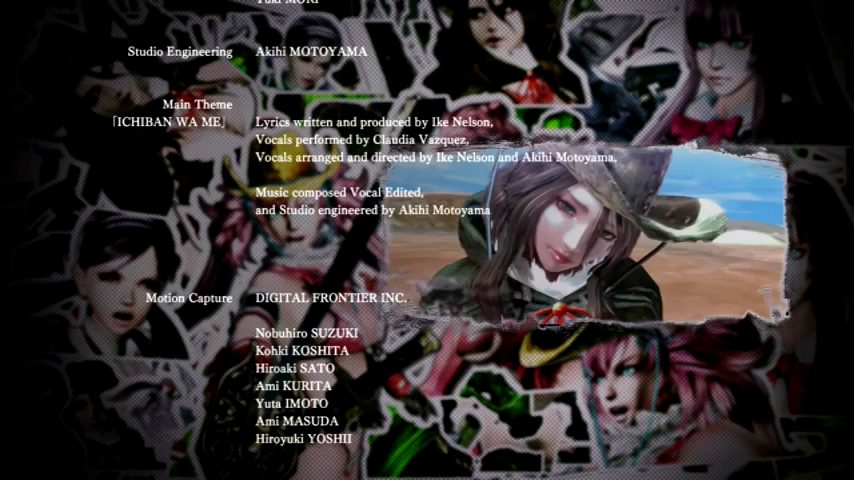 Yuki MORI
Studio Engineering Akihi MOTOYAMA
Main Theme
「ICHIBAN WA ME」 Lyrics written and produced by Ike Nelson,
Vocals performed by Claudia Vazquez,
Vocals arranged and directed by Ike Nelson and Akihi Motoyama,
Music composed Vocal Edited,
and Studio engineered by Akihi Motoyama
Motion Capture DIGITAL FRONTIER INC.
Nobuhiro SUZUKI
Kohki KOSHITA
Hiroaki SATO
Ami KURITA
Yuta IMOTO
Ami MASUDA
Hiroyuki YOSHII